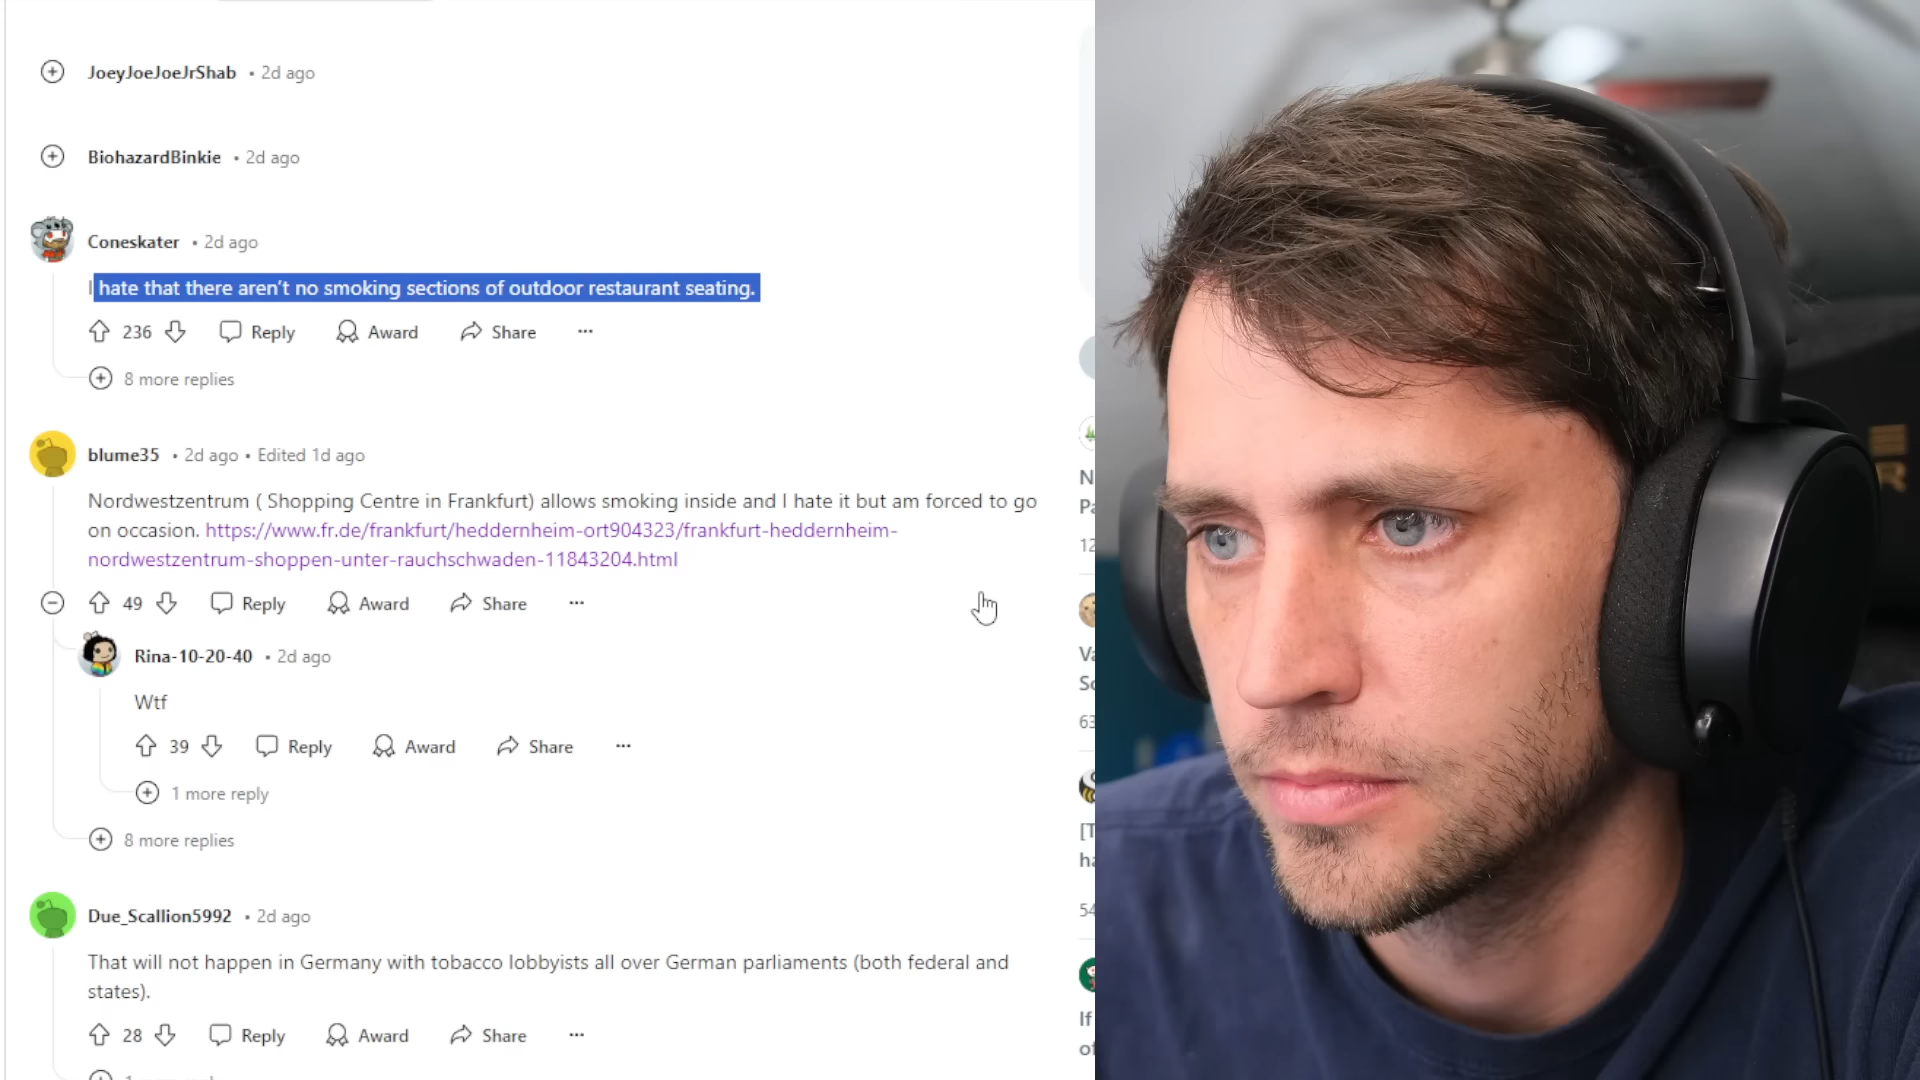 JoeyJoeJoeJrShab • 2d ago
BiohazardBinkie • 2d ago
Coneskater • 2d ago
I hate that there aren't no smoking sections of outdoor restaurant seating.
236 Reply Award Share ...
8 more replies
blume35 • 2d ago • Edited 1d ago
Nordwestzentrum ( Shopping Centre in Frankfurt) allows smoking inside and I hate it but am forced to go
on occasion. https://www.fr.de/frankfurt/heddernheim-ort904323/frankfurt-heddernheim-
nordwestzentrum-shoppen-unter-rauchschwaden-11843204.html
49 Reply Award Share ...
Rina-10-20-40 • 2d ago
Wtf
39 Reply Award Share ...
1 more reply
8 more replies
Due_Scallion5992 • 2d ago
That will not happen in Germany with tobacco lobbyists all over German parliaments (both federal and
states).
28 Reply Award Share ...